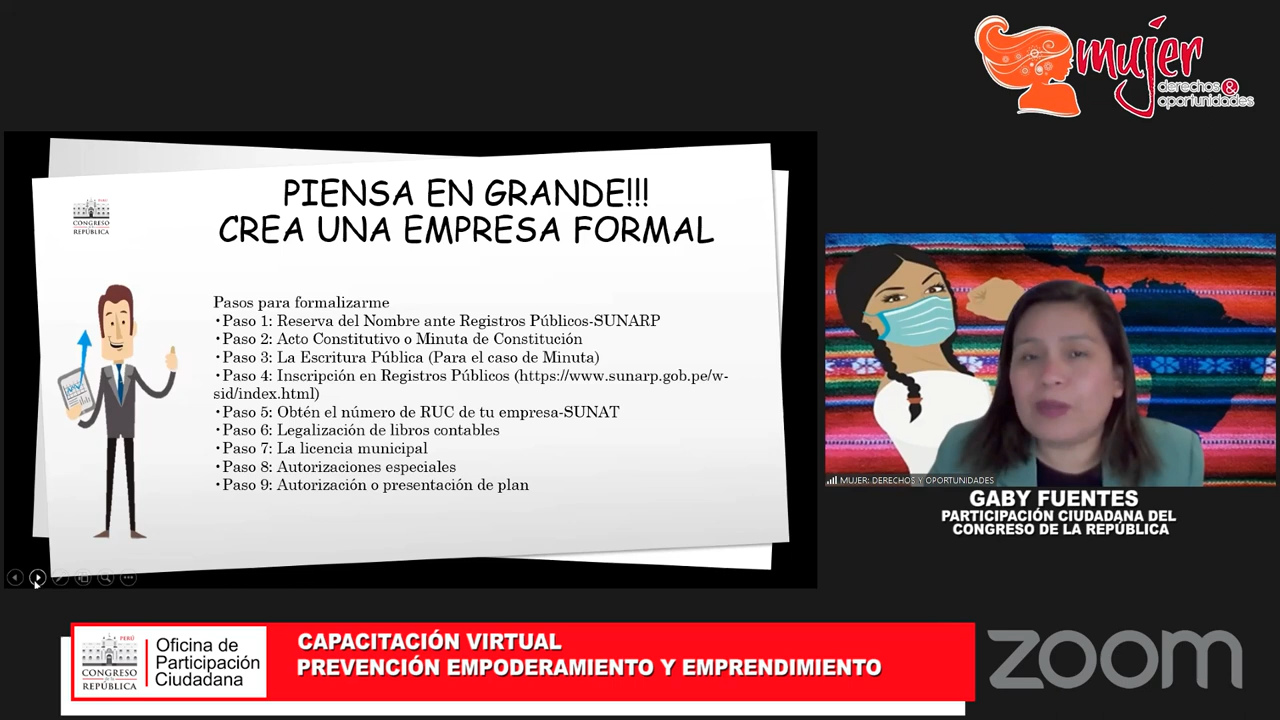 mujer
derechos &
oportunidades
PERÚ
CONGRESO
REPÚBLICA
PIENSA EN GRANDE!!!
CREA UNA EMPRESA FORMAL
Pasos para formalizarme
•Paso 1: Reserva del Nombre ante Registros Públicos-SUNARP
•Paso 2: Acto Constitutivo o Minuta de Constitución
•Paso 3: La Escritura Pública (Para el caso de Minuta)
•Paso 4: Inscripción en Registros Públicos (https://www.sunarp.gob.pe/w-
sid/index.html)
•Paso 5: Obtén el número de RUC de tu empresa-SUNAT
•Paso 6: Legalización de libros contables
•Paso 7: La licencia municipal
•Paso 8: Autorizaciones especiales
•Paso 9: Autorización o presentación de plan
MUJER: DERECHOS Y OPORTUNIDADES
GABY FUENTES
PARTICIPACIÓN CIUDADANA DEL
CONGRESO DE LA REPÚBLICA
PERÚ
CONGRESO
REPÚBLICA
Oficina de
Participación
Ciudadana
CAPACITACIÓN VIRTUAL
PREVENCIÓN EMPODERAMIENTO Y EMPRENDIMIENTO
zoom